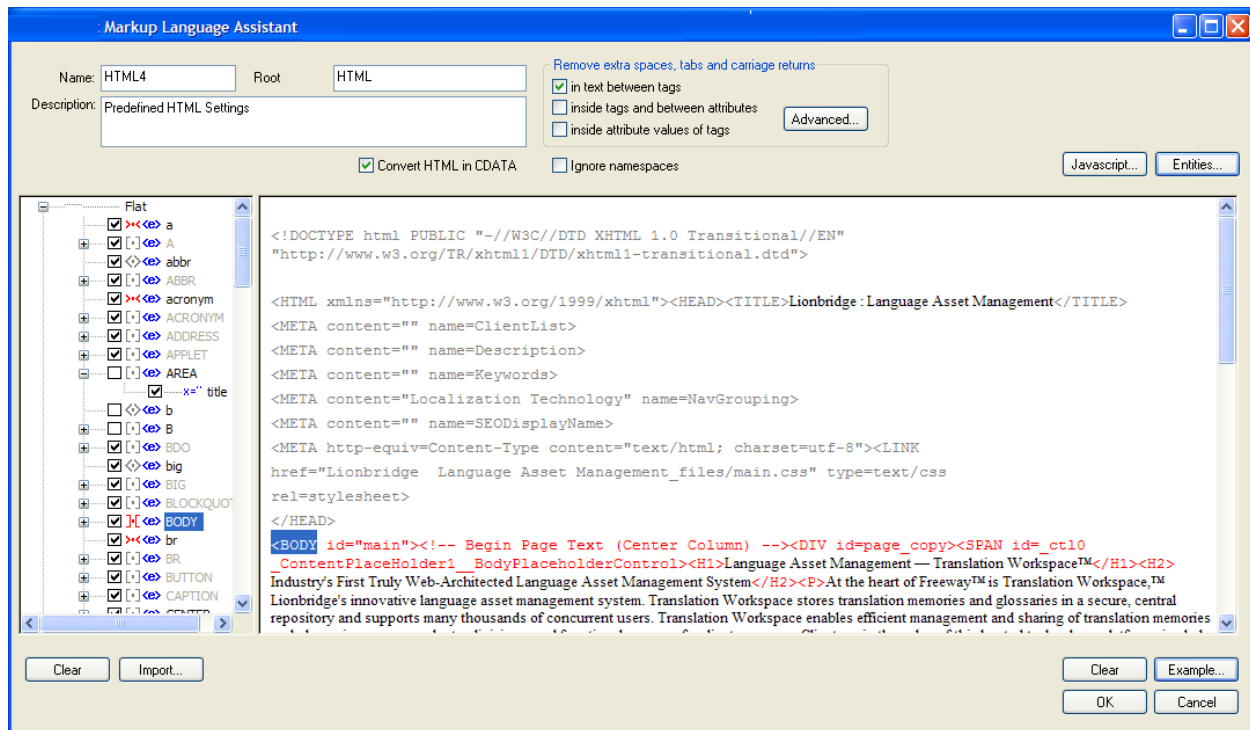 : Markup Language Assistant
Name: HTML4 Root HTML
Description: Predefined HTML Settings
Remove extra spaces, tabs and carriage returns
in text between tags
inside tags and between attributes
inside attribute values of tags
Advanced...
Convert HTML in CDATA Ignore namespaces Javascript... Entities...
Flat
<e> a
<e> A
<e> abbr
<e> ABBR
<e> acronym
<e> ACRONYM
<e> ADDRESS
<e> APPLET
<e> AREA
x='' title
<e> b
<e> B
<e> BDO
<e> big
<e> BIG
<e> BLOCKQUOT
<e> BODY
<e> br
<e> BR
<e> BUTTON
<e> CAPTION
<e> CENTER
<!DOCTYPE html PUBLIC "-//W3C//DTD XHTML 1.0 Transitional//EN"
"http://www.w3.org/TR/xhtml1/DTD/xhtml1-transitional.dtd">
<HTML xmlns="http://www.w3.org/1999/xhtml"><HEAD><TITLE>Lionbridge : Language Asset Management</TITLE>
<META content="" name=ClientList>
<META content="" name=Description>
<META content="" name=Keywords>
<META content="Localization Technology" name=NavGrouping>
<META content="" name=SEODisplayName>
<META http-equiv=Content-Type content="text/html; charset=utf-8"><LINK
href="Lionbridge  Language Asset Management_files/main.css" type=text/css
rel=stylesheet>
</HEAD>
<BODY id="main"><!-- Begin Page Text (Center Column) --><DIV id=page_copy><SPAN id=_ctl0
_ContentPlaceHolder1__BodyPlaceholderControl><H1>Language Asset Management — Translation Workspace™</H1><H2>
Industry's First Truly Web-Architected Language Asset Management System</H2><P>At the heart of Freeway™ is Translation Workspace,™
Lionbridge's innovative language asset management system. Translation Workspace stores translation memories and glossaries in a secure, central
repository and supports many thousands of concurrent users. Translation Workspace enables efficient management and sharing of translation memories
Clear Import... Clear Example...
OK Cancel